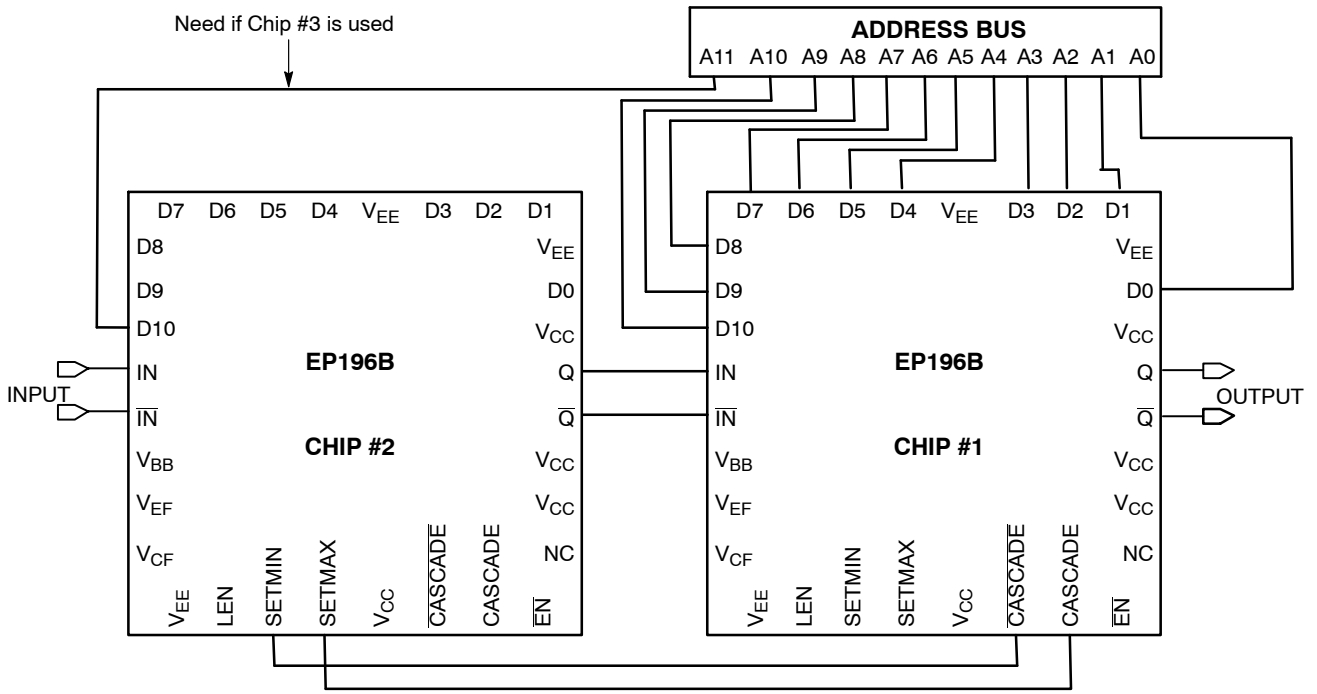 Need if Chip #3 is used
ADDRESS BUS
A11 A10 A9 A8 A7 A6 A5 A4 A3 A2 A1 A0
D7 D6 D5 D4 VEE D3 D2 D1
D8 VEE
D9 D0
D10 VCC
EP196B
IN Q
INPUT
IN Q
CHIP #2
VBB VCC
VEF VCC
VCF NC
VEE LEN SETMIN SETMAX VCC CASCADE CASCADE EN
D7 D6 D5 D4 VEE D3 D2 D1
D8 VEE
D9 D0
D10 VCC
EP196B
IN Q
OUTPUT
IN Q
CHIP #1
VBB VCC
VEF VCC
VCF NC
VEE LEN SETMIN SETMAX VCC CASCADE CASCADE EN